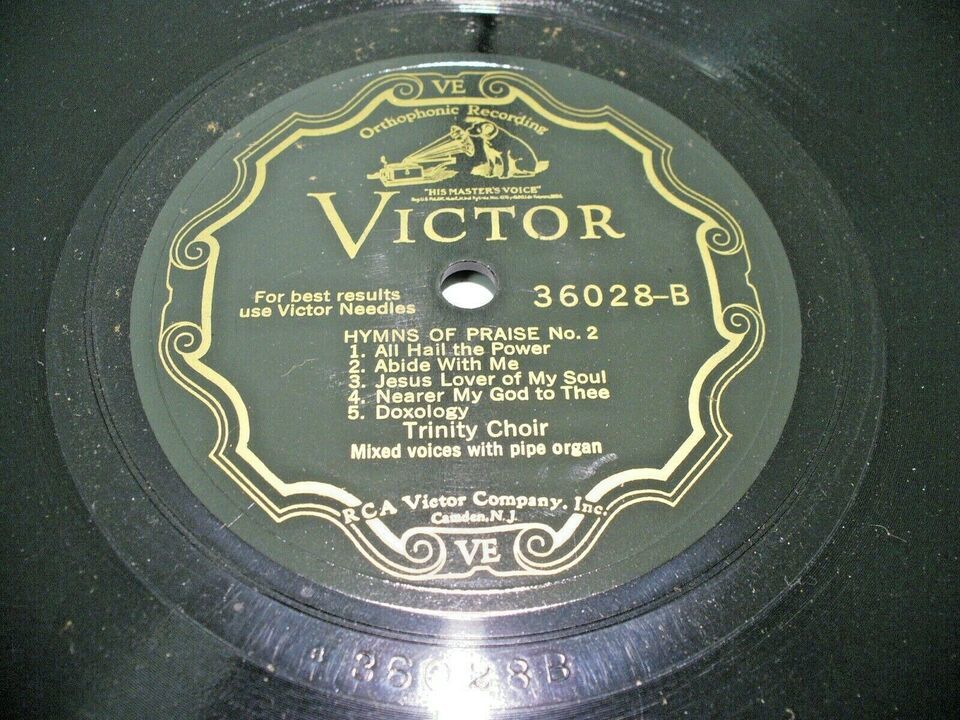 VE
Orthophonic Recording
"HIS MASTER'S VOICE"
VICTOR
For best results
use Victor Needles
36028-B
HYMNS OF PRAISE No. 2
1. All Hail the Power
2. Abide With Me
3. Jesus Lover of My Soul
4. Nearer My God to Thee
5. Doxology
Trinity Choir
Mixed voices with pipe organ
RCA Victor Company, Inc.
Camden, N. J.
VE
36028B